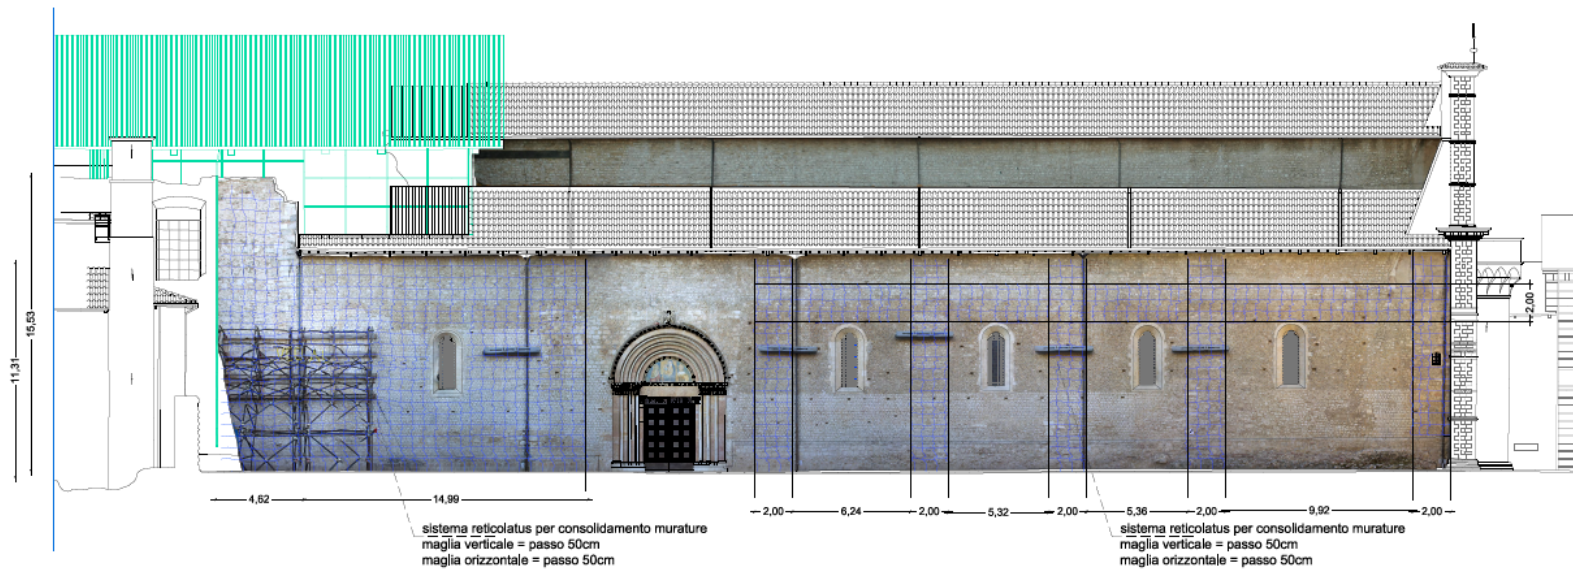 15,53
11,31
2,00
4,62
14,99
2,00
6,24
2,00
5,32
2,00
5,36
2,00
9,92
2,00
sistema reticolatus per consolidamento murature
maglia verticale = passo 50cm
maglia orizzontale = passo 50cm
sistema reticolatus per consolidamento murature
maglia verticale = passo 50cm
maglia orizzontale = passo 50cm